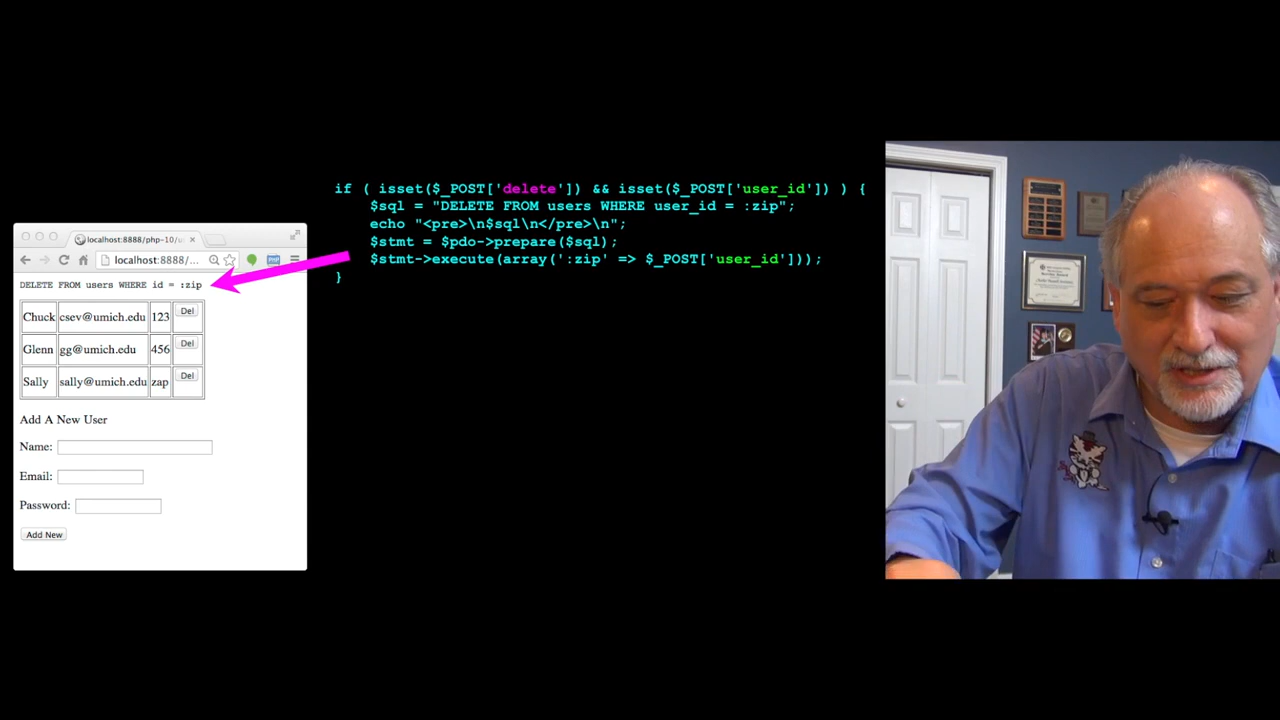 if ( isset($_POST['delete']) && isset($_POST['user_id']) ) {
$sql = "DELETE FROM users WHERE user_id = :zip";
echo "<pre>\n$sql\n</pre>\n";
$stmt = $pdo->prepare($sql);
$stmt->execute(array(':zip' => $_POST['user_id']));
}
localhost:8888/php-10/u
localhost:8888/...
DELETE FROM users WHERE id = :zip
Chuck csev@umich.edu 123 Del
Glenn gg@umich.edu 456 Del
Sally sally@umich.edu zap Del
Add A New User
Name:
Email:
Password:
Add New